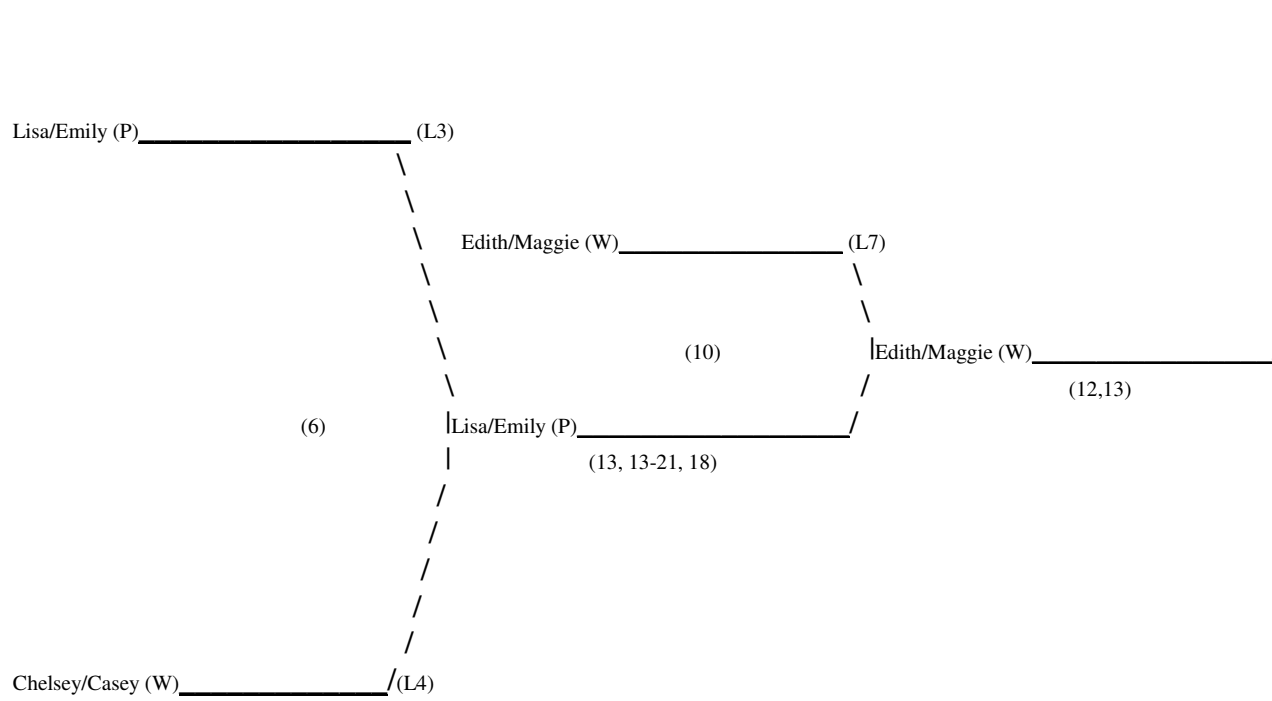 Lisa/Emily (P) (L3)
Edith/Maggie (W) (L7)
(10) Edith/Maggie (W)
(12,13)
(6) Lisa/Emily (P)
(13, 13-21, 18)
Chelsey/Casey (W) (L4)